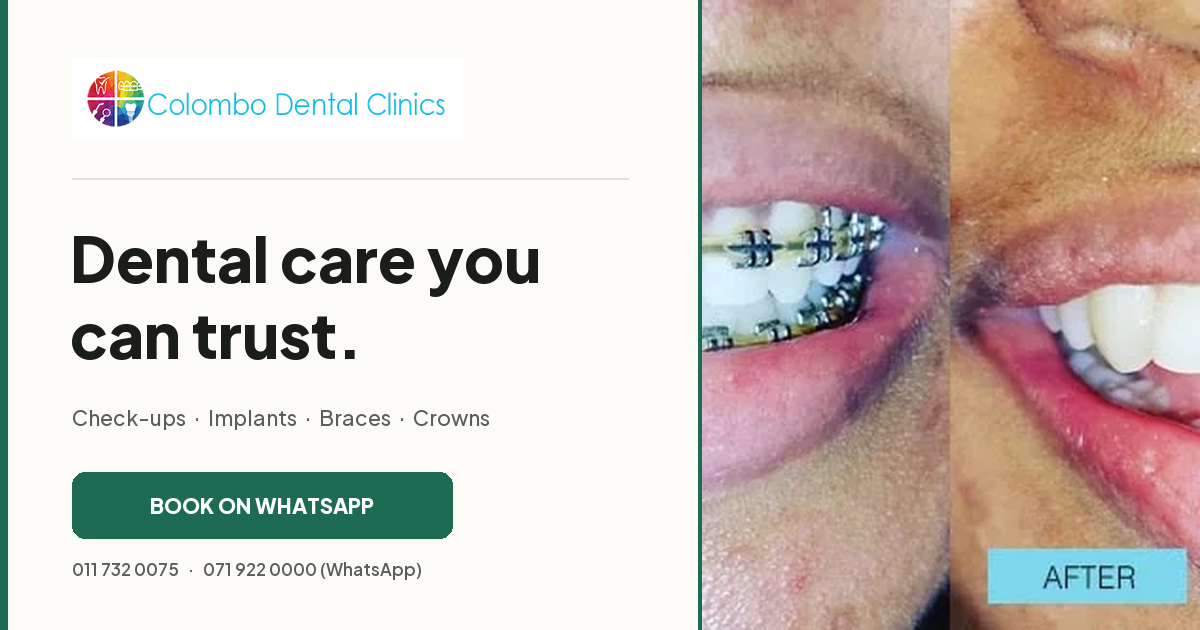 Colombo Dental Clinics
Dental care you
can trust.
Check-ups · Implants · Braces · Crowns
BOOK ON WHATSAPP
011 732 0075 · 071 922 0000 (WhatsApp)
AFTER